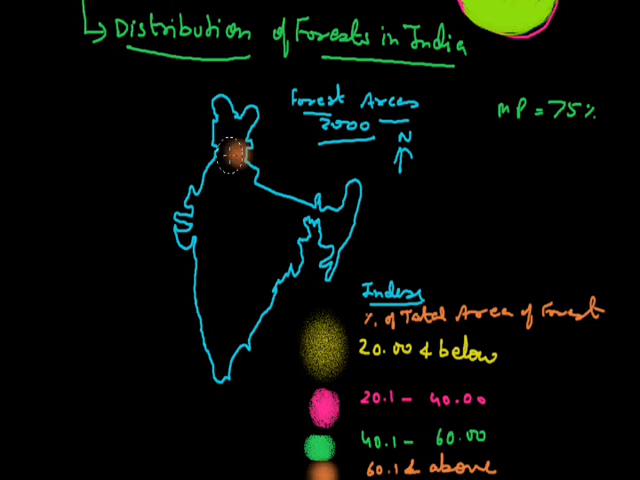 Distribution of Forests in India
Forest Areas
2000
MP = 75%
N
Index
% of Total Area of Forest
20.00 & below
20.1 - 40.00
40.1 - 60.00
60.1 & above